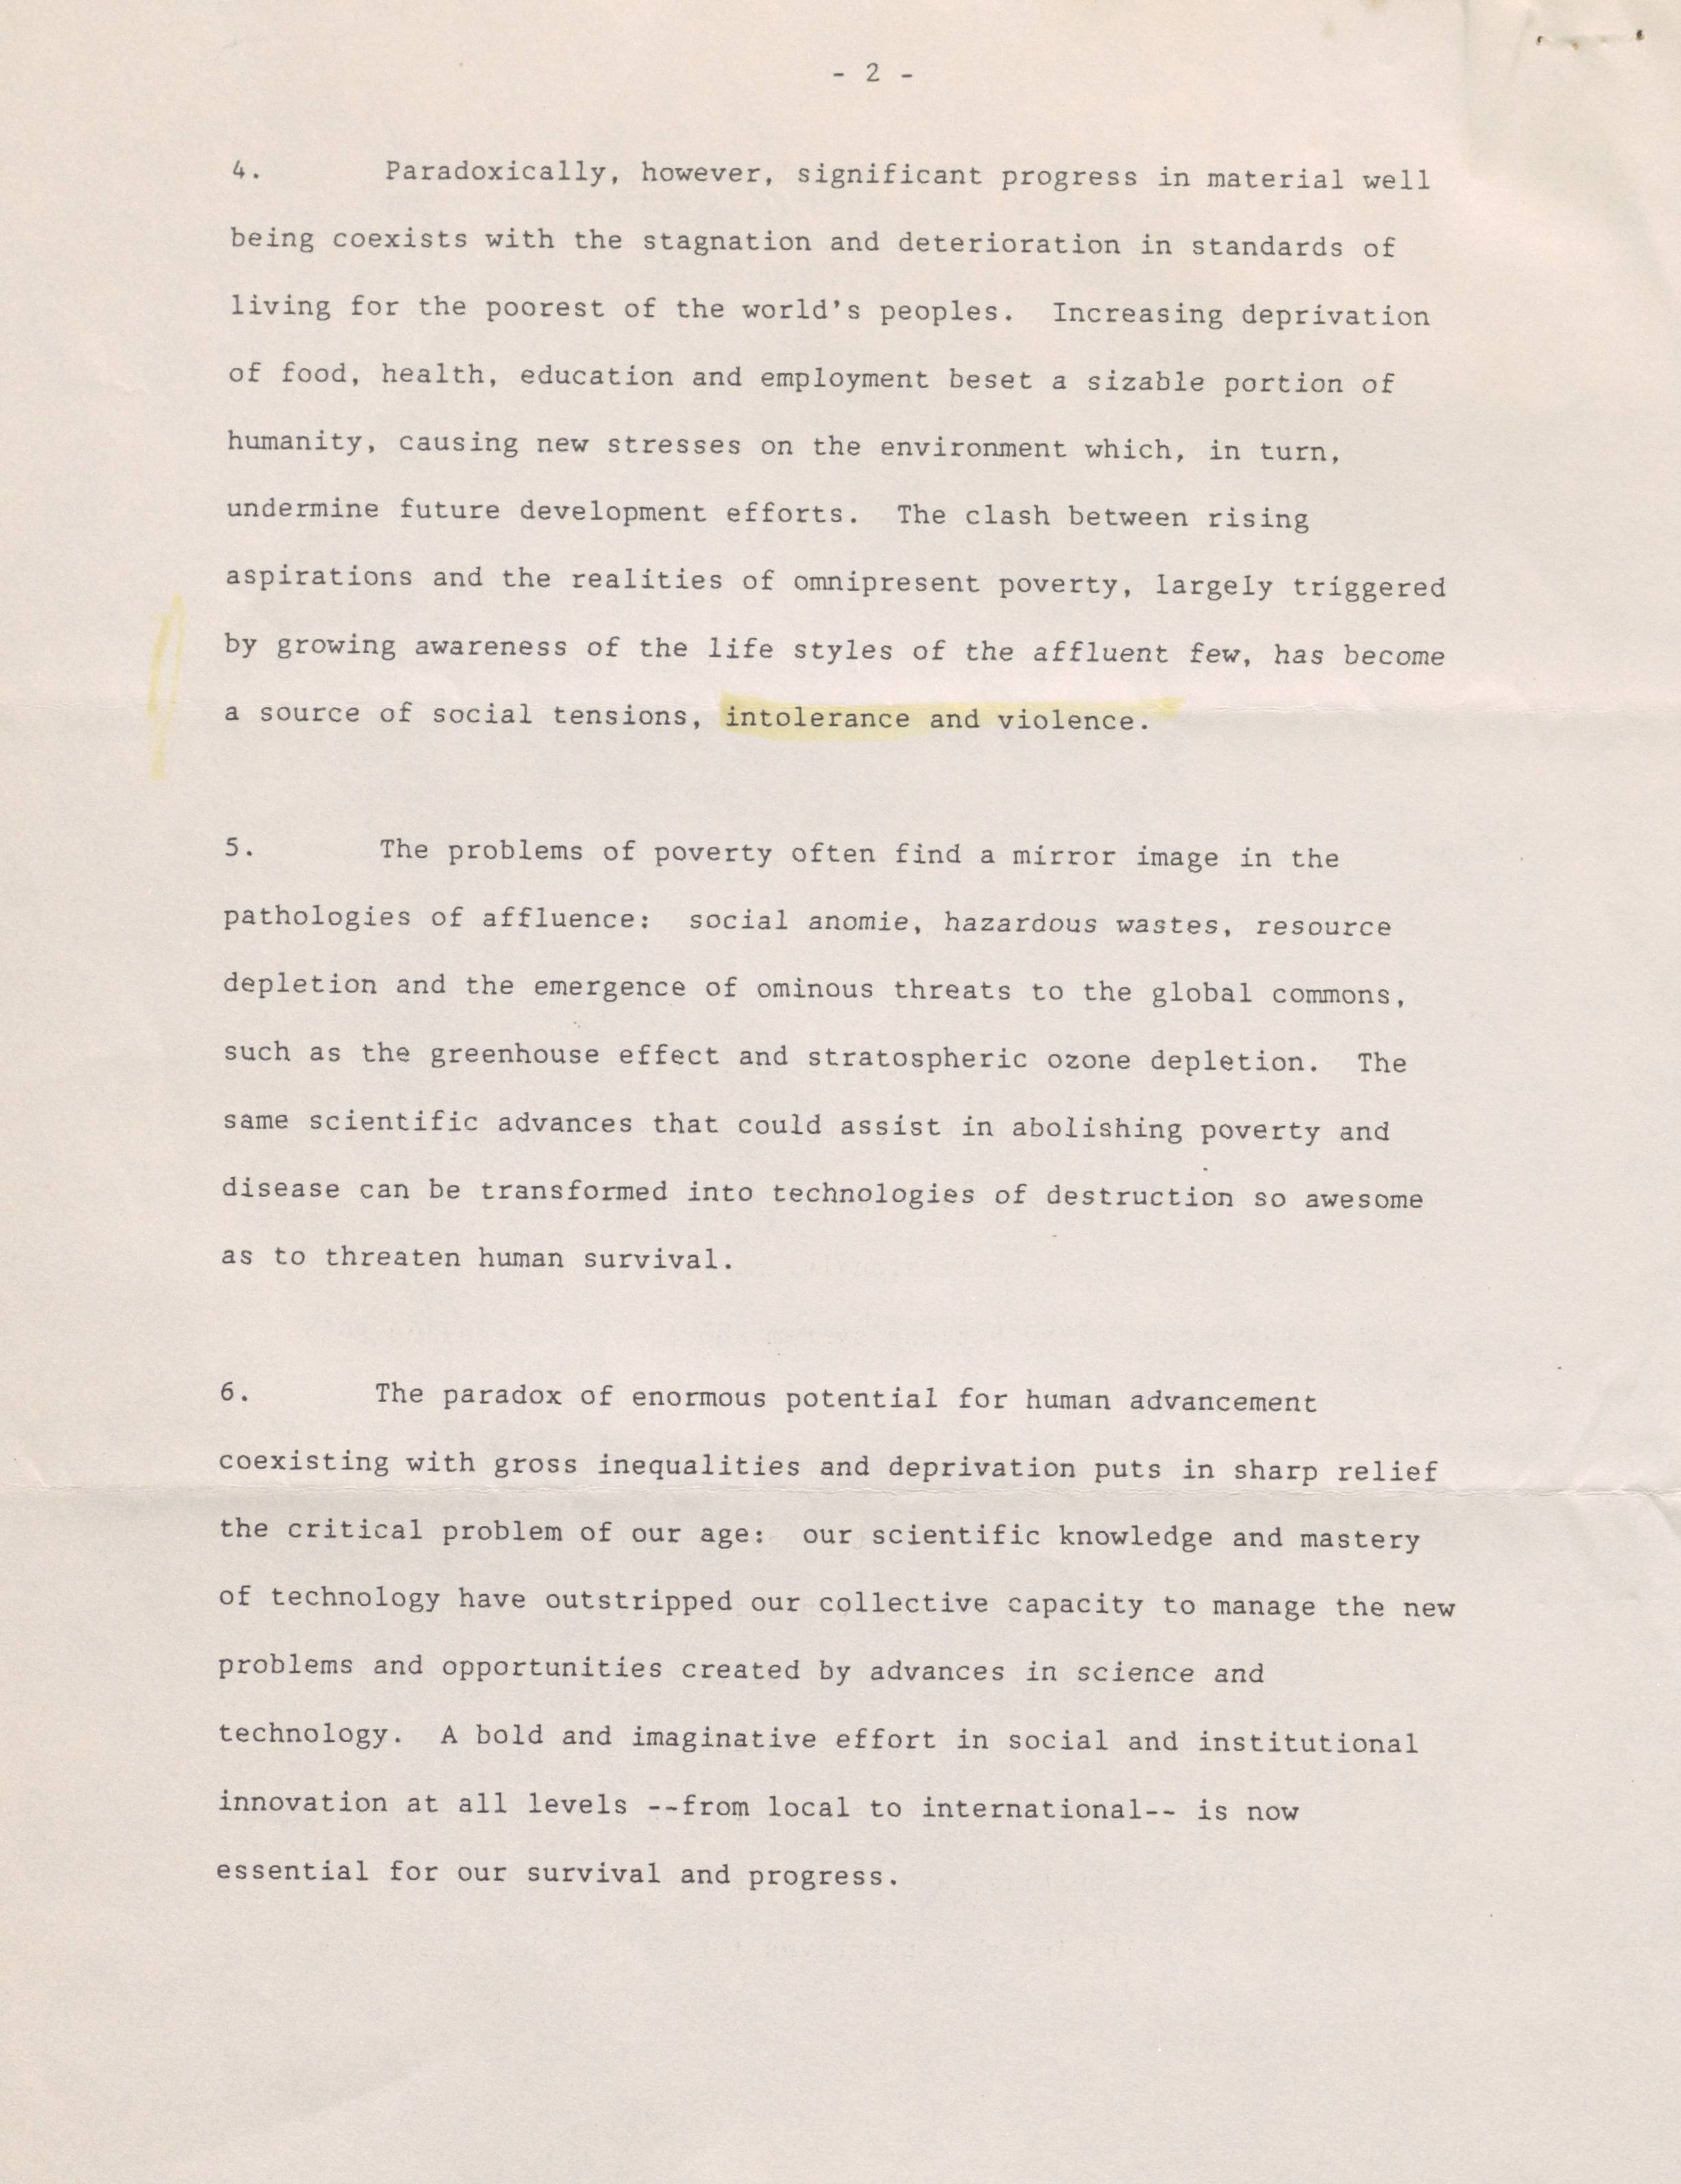 - 2 -
4. Paradoxically, however, significant progress in material well
being coexists with the stagnation and deterioration in standards of
living for the poorest of the world's peoples. Increasing deprivation
of food, health, education and employment beset a sizable portion of
humanity, causing new stresses on the environment which, in turn,
undermine future development efforts. The clash between rising
aspirations and the realities of omnipresent poverty, largely triggered
by growing awareness of the life styles of the affluent few, has become
a source of social tensions, intolerance and violence.
5. The problems of poverty often find a mirror image in the
pathologies of affluence: social anomie, hazardous wastes, resource
depletion and the emergence of ominous threats to the global commons,
such as the greenhouse effect and stratospheric ozone depletion. The
same scientific advances that could assist in abolishing poverty and
disease can be transformed into technologies of destruction so awesome
as to threaten human survival.
6. The paradox of enormous potential for human advancement
coexisting with gross inequalities and deprivation puts in sharp relief
the critical problem of our age: our scientific knowledge and mastery
of technology have outstripped our collective capacity to manage the new
problems and opportunities created by advances in science and
technology. A bold and imaginative effort in social and institutional
innovation at all levels --from local to international-- is now
essential for our survival and progress.